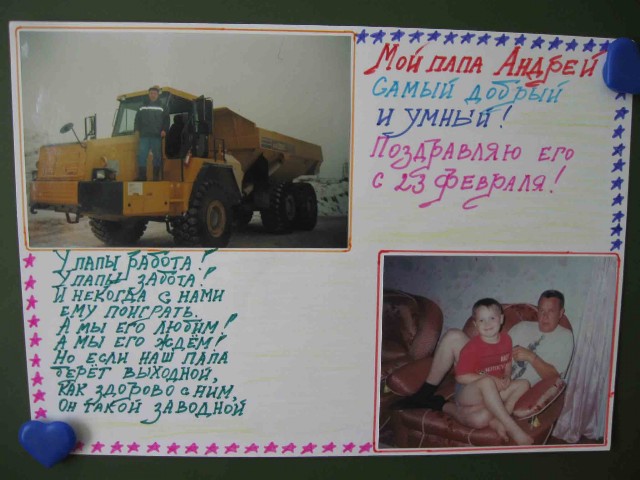 Мой папа Андрей
самый добрый
и умный!
Поздравляю его
с 23 февраля!
У папы работа!
У папы забота!
И некогда с нами
ему поиграть.
А мы его любим!
А мы его ждём!
Но если наш папа
берёт выходной,
как здорово с ним,
он такой заводной